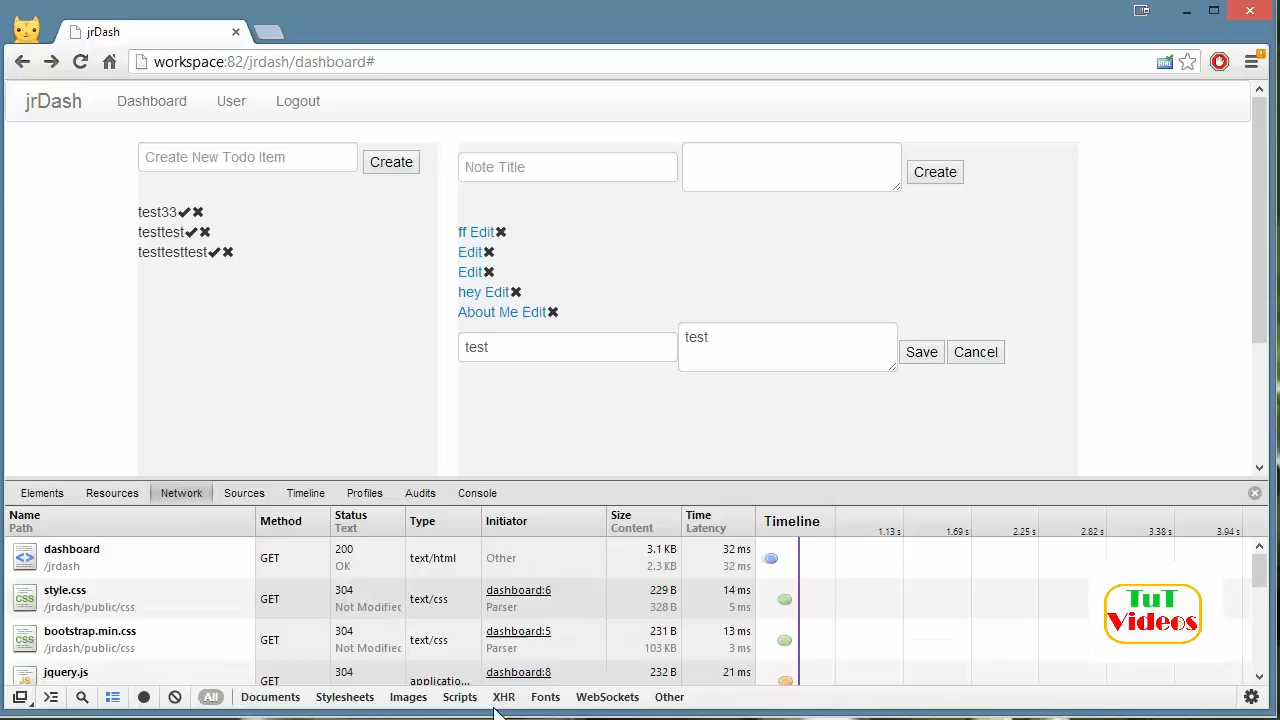 jrDash
workspace:82/jrdash/dashboard#
jrDash Dashboard User Logout
Create New Todo Item Create
Note Title Create
test33
testtest
testtesttest
ff Edit
Edit
Edit
hey Edit
About Me Edit
test test Save Cancel
Elements Resources Network Sources Timeline Profiles Audits Console
Name Method Status Type Initiator Size Time Timeline
Path Text Content Latency 1.13 s 1.69 s 2.25 s 2.82 s 3.38 s 3.94 s
dashboard GET 200 text/html Other 3.1 KB 32 ms
/jrdash OK 2.3 KB 32 ms
style.css GET 304 text/css dashboard:6 229 B 14 ms
/jrdash/public/css Not Modific Parser 328 B 5 ms
bootstrap.min.css GET 304 text/css dashboard:5 231 B 13 ms
/jrdash/public/css Not Modific Parser 103 KB 3 ms
jquery.js GET 304 applicatio... dashboard:8 232 B 21 ms
TuT
Videos
All Documents Stylesheets Images Scripts XHR Fonts WebSockets Other